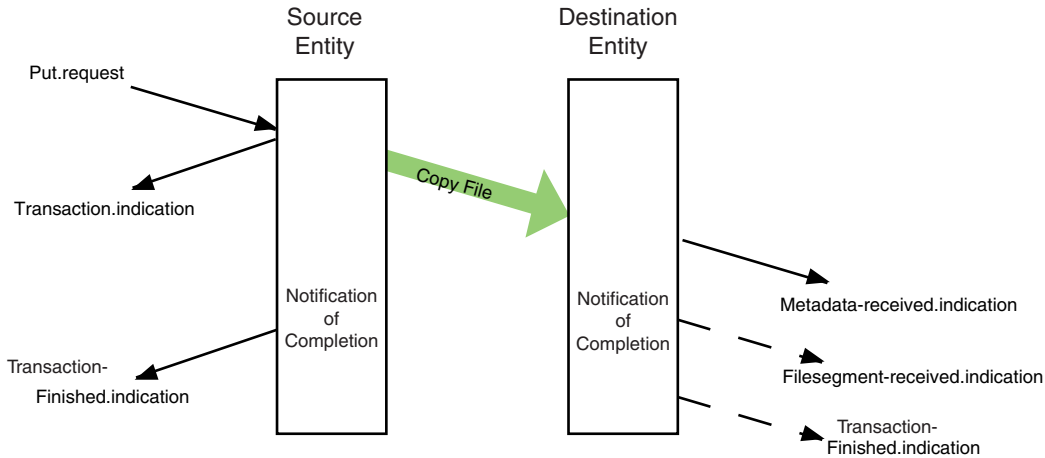 Source
Entity
Destination
Entity
Put.request
Copy File
Transaction.indication
Notification
of
Completion
Notification
of
Completion
Metadata-received.indication
Transaction-
Finished.indication
Filesegment-received.indication
Transaction-
Finished.indication